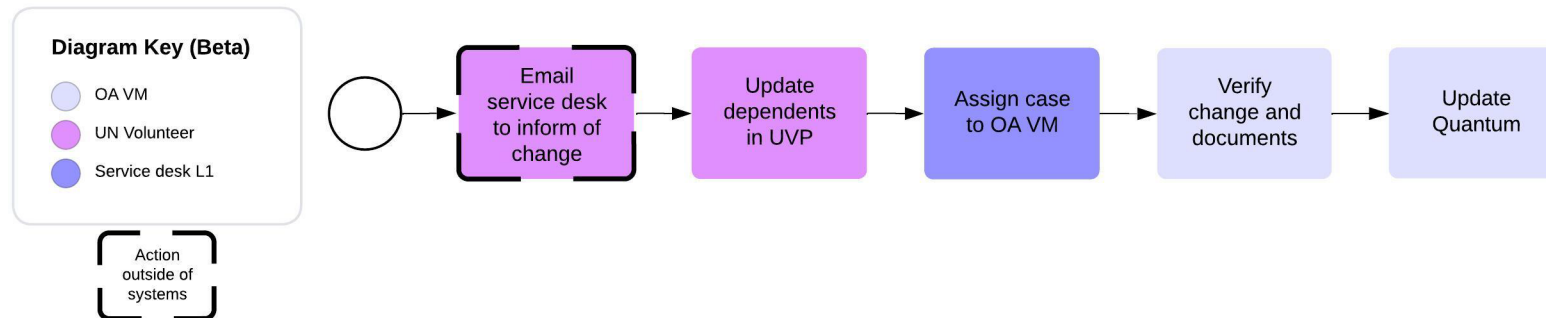 Diagram Key (Beta)
OA VM
UN Volunteer
Service desk L1
Action
outside of
systems
Email
service desk
to inform of
change
Update
dependents
in UVP
Assign case
to OA VM
Verify
change and
documents
Update
Quantum